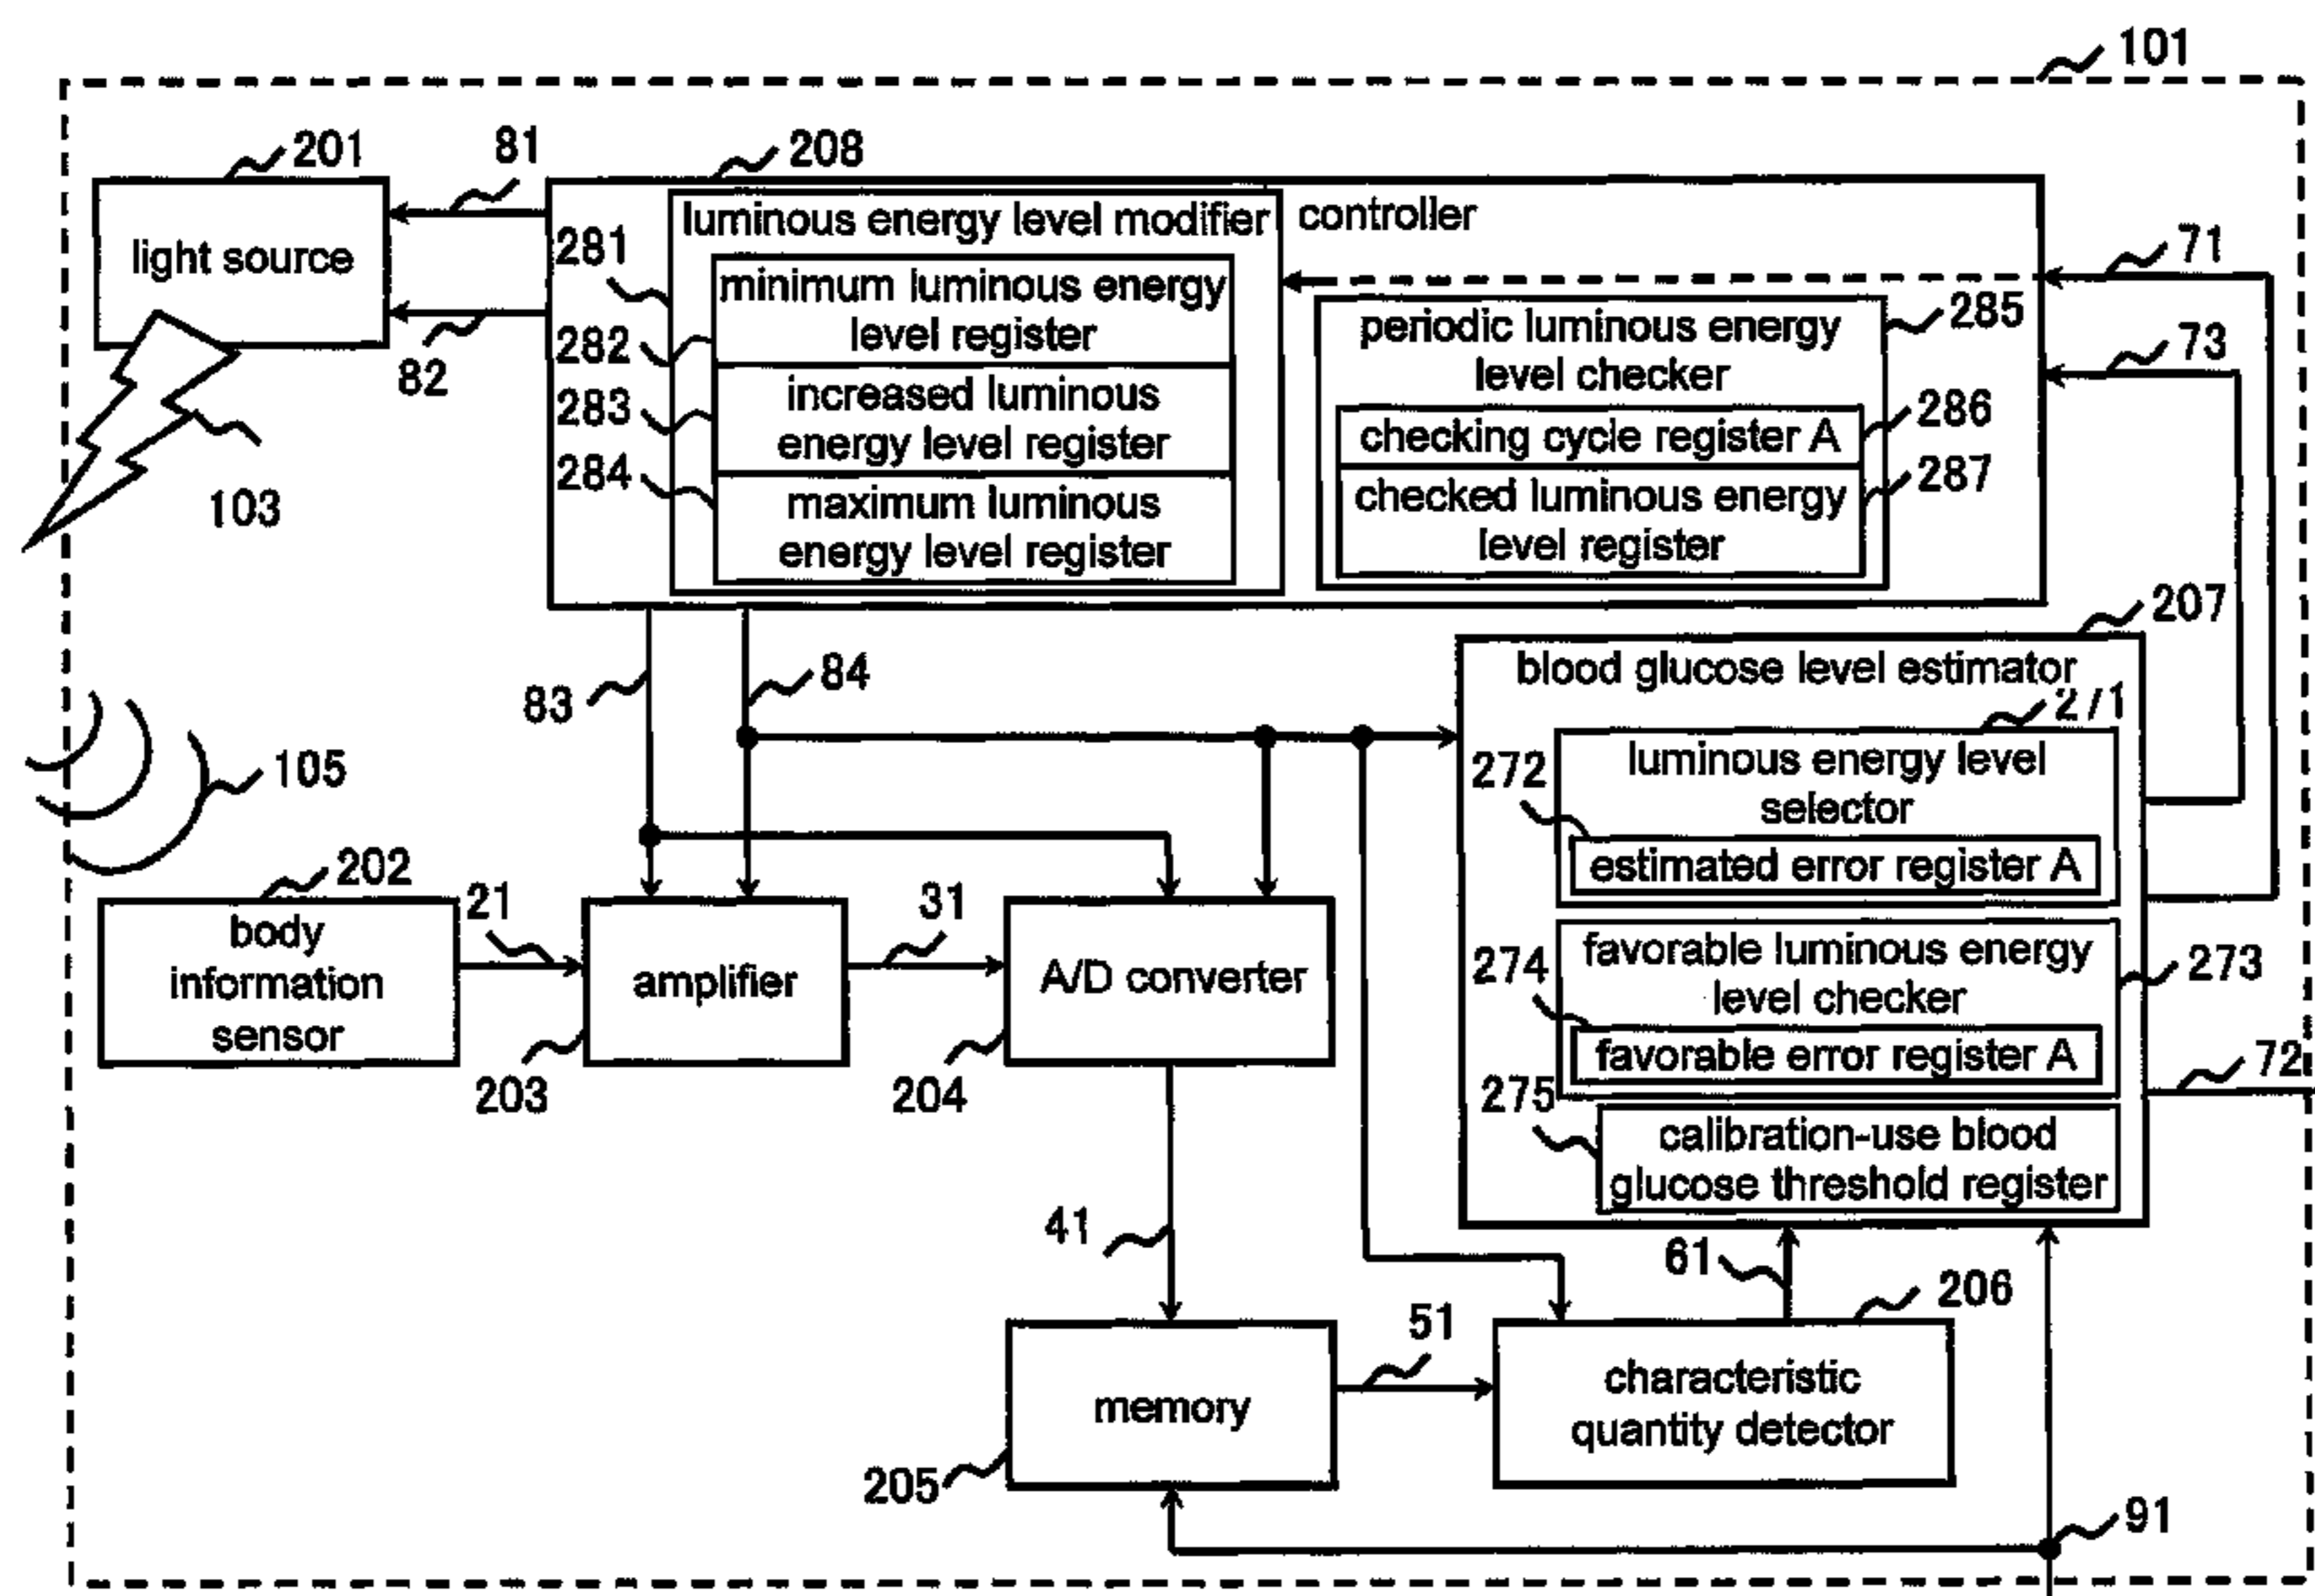 101
201
81
208
light source
82
103
281
luminous energy level modifier
controller
282
minimum luminous energy
level register
283
increased luminous
energy level register
284
maximum luminous
energy level register
71
73
285
periodic luminous energy
level checker
286
checking cycle register A
287
checked luminous energy
level register
83
84
207
blood glucose level estimator
271
luminous energy level
selector
272
estimated error register A
favorable luminous energy
level checker
273
274
favorable error register A
72
275
calibration-use blood
glucose threshold register
105
202
body
information
sensor
21
amplifier
203
31
A/D converter
204
41
61
206
memory
205
51
characteristic
quantity detector
91